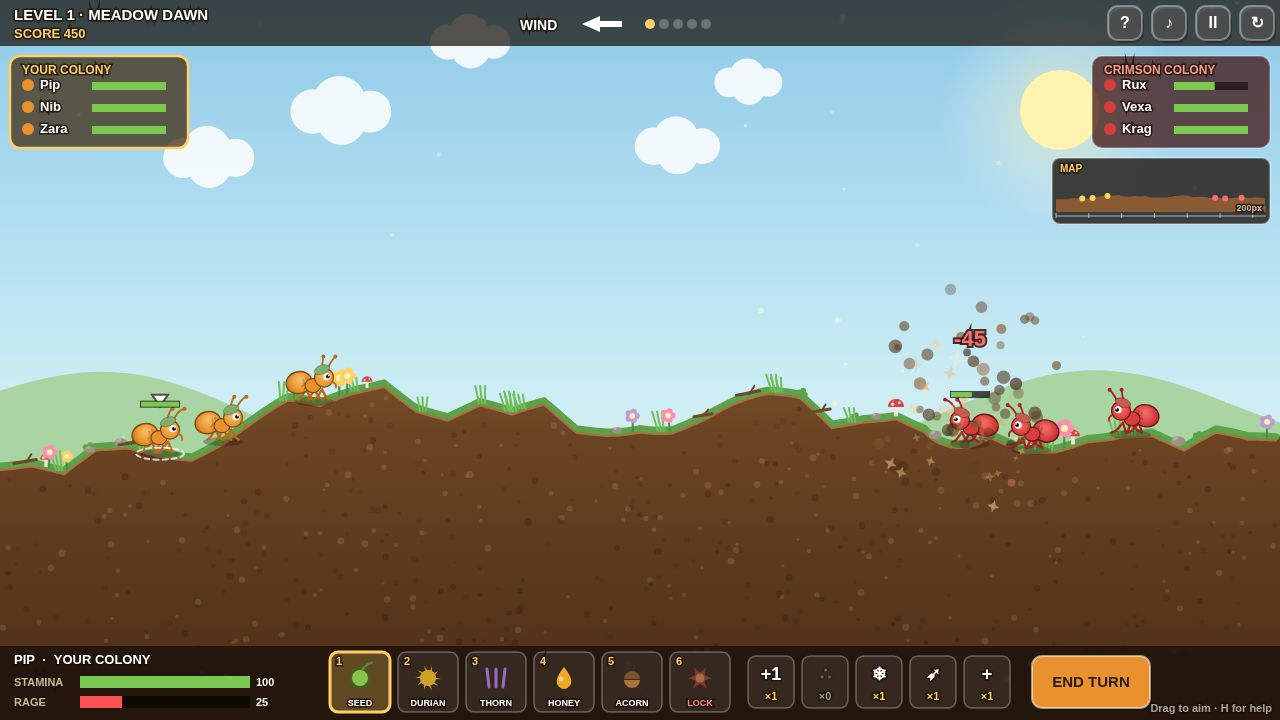 LEVEL 1 · MEADOW DAWN
SCORE 450
WIND
?
♪
II
↻
YOUR COLONY
Pip
Nib
Zara
CRIMSON COLONY
Rux
Vexa
Krag
MAP
200px
-45
PIP · YOUR COLONY
STAMINA 100
RAGE 25
1 SEED
2 DURIAN
3 THORN
4 HONEY
5 ACORN
6 LOCK
+1 ×1
×0
×1
×1
+ ×1
END TURN
Drag to aim · H for help